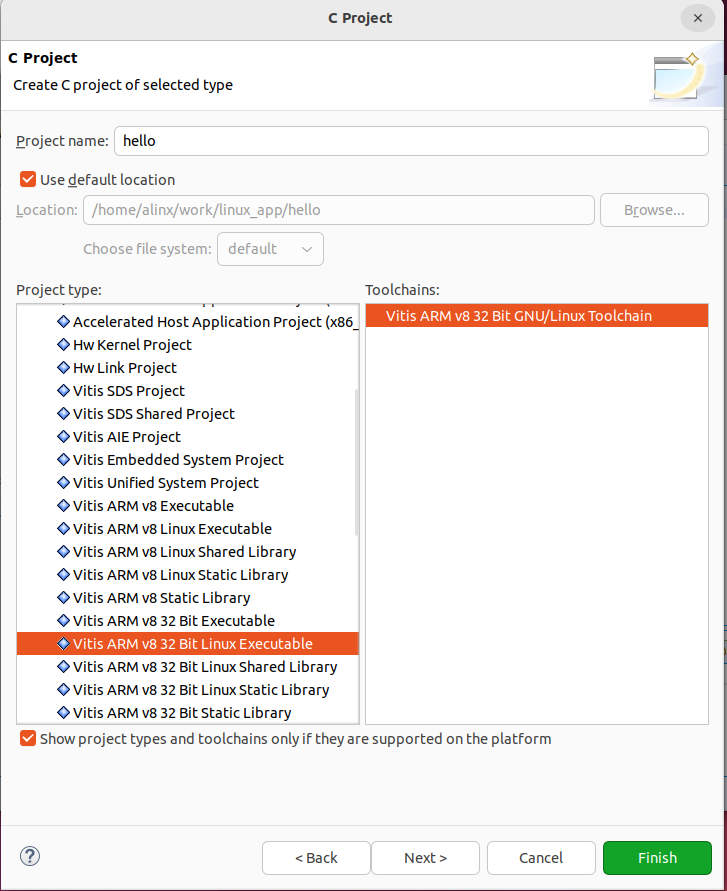 C Project
C Project
Create C project of selected type
Project name: hello
Use default location
Location: /home/alinx/work/linux_app/hello Browse...
Choose file system: default
Project type: Toolchains:
Accelerated Host Application Project (x86_
Hw Kernel Project
Hw Link Project
Vitis SDS Project
Vitis SDS Shared Project
Vitis AIE Project
Vitis Embedded System Project
Vitis Unified System Project
Vitis ARM v8 Executable
Vitis ARM v8 Linux Executable
Vitis ARM v8 Linux Shared Library
Vitis ARM v8 Linux Static Library
Vitis ARM v8 Static Library
Vitis ARM v8 32 Bit Executable
Vitis ARM v8 32 Bit Linux Executable
Vitis ARM v8 32 Bit Linux Shared Library
Vitis ARM v8 32 Bit Linux Static Library
Vitis ARM v8 32 Bit Static Library
Vitis ARM v8 32 Bit GNU/Linux Toolchain
Show project types and toolchains only if they are supported on the platform
? < Back Next > Cancel Finish